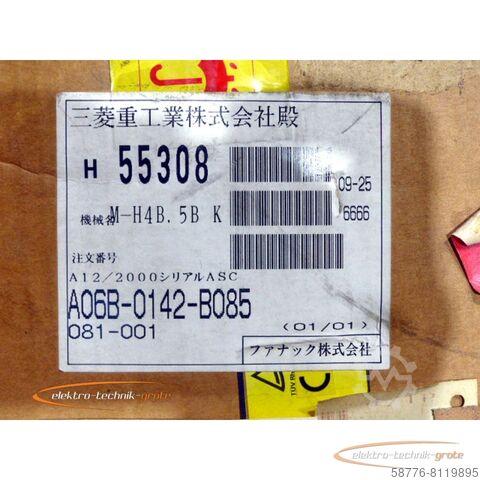 三菱重工業株式会社殿
H 55308
09-25
機械名 M-H4B.5B K
6666
注文番号
A12/2000シリアルASC
A06B-0142-B085
081-001
(01/01)
ファナック株式会社
elektro-technik-grote
elektro-technik-grote
58776-8119895